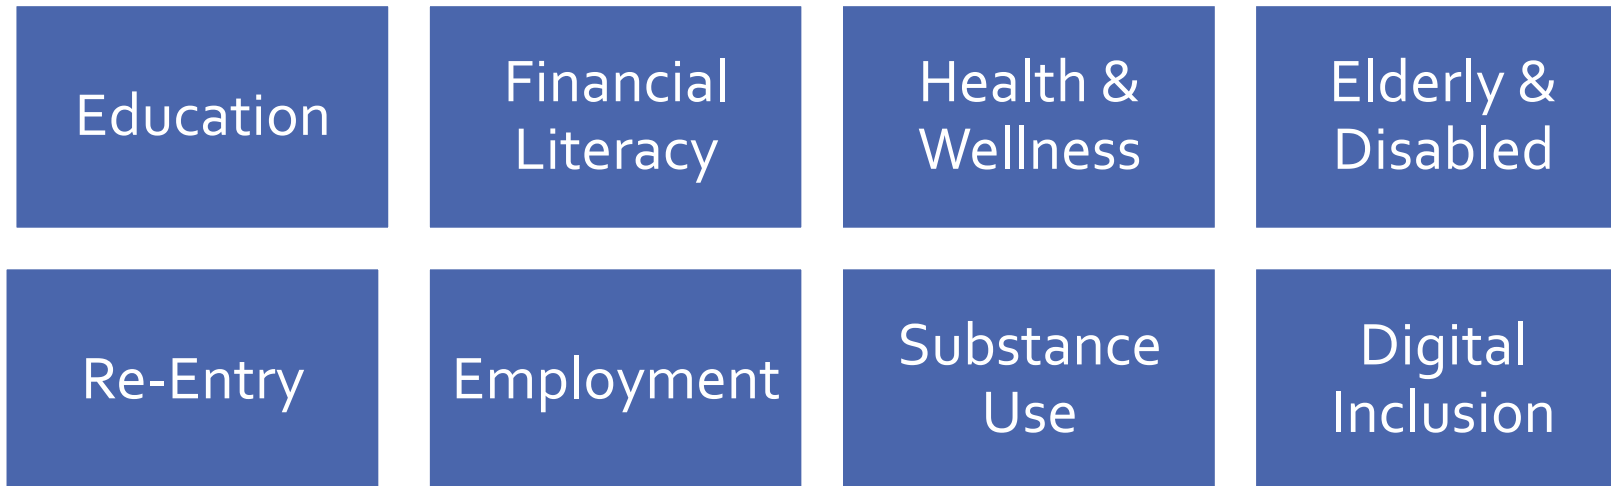 Education
Financial
Literacy
Health &
Wellness
Elderly &
Disabled
Re-Entry
Employment
Substance
Use
Digital
Inclusion